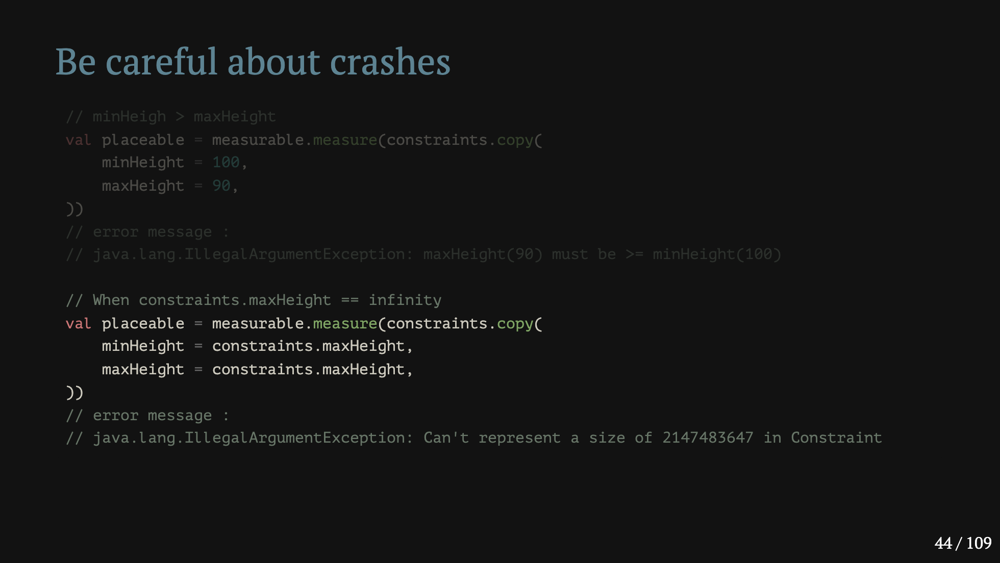 Be careful about crashes
// minHeigh > maxHeight
val placeable = measurable.measure(constraints.copy(
    minHeight = 100,
    maxHeight = 90,
))
// error message :
// java.lang.IllegalArgumentException: maxHeight(90) must be >= minHeight(100)
// When constraints.maxHeight == infinity
val placeable = measurable.measure(constraints.copy(
    minHeight = constraints.maxHeight,
    maxHeight = constraints.maxHeight,
))
// error message :
// java.lang.IllegalArgumentException: Can't represent a size of 2147483647 in Constraint
44 / 109